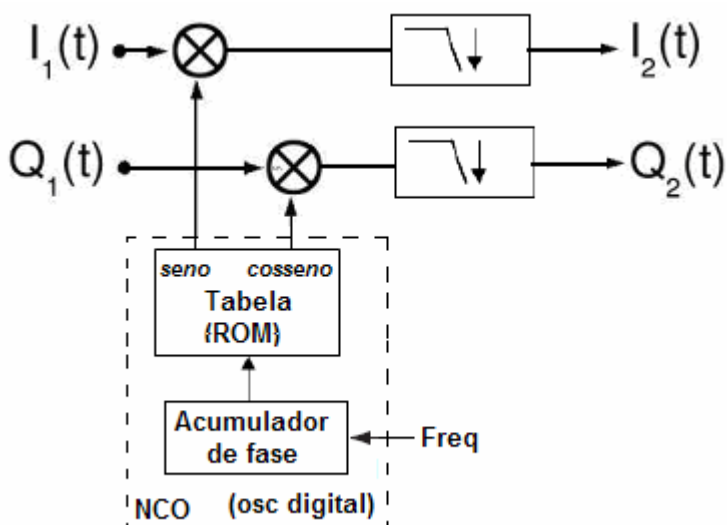 I₁(t)
I₂(t)
Q₁(t)
Q₂(t)
seno cosseno
Tabela
(ROM)
Acumulador
de fase
Freq
NCO (osc digital)